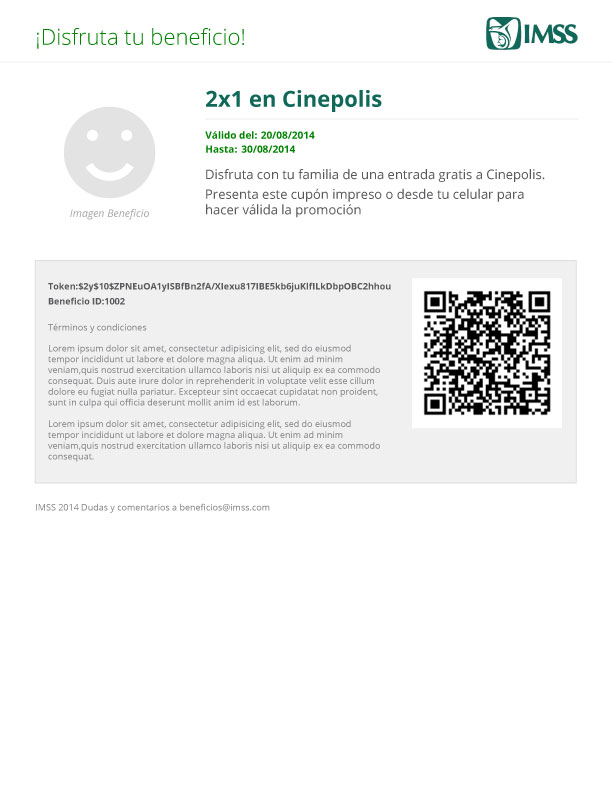 ¡Disfruta tu beneficio!
IMSS
2x1 en Cinepolis
Válido del: 20/08/2014
Hasta: 30/08/2014
Disfruta con tu familia de una entrada gratis a Cinepolis.
Presenta este cupón impreso o desde tu celular para
hacer válida la promoción
Imagen Beneficio
Token:$2y$10$ZPNEuOA1yISBfBn2fA/XIexu817IBE5kb6juKlfILkDbpOBC2hhou
Beneficio ID:1002
Términos y condiciones
Lorem ipsum dolor sit amet, consectetur adipisicing elit, sed do eiusmod
tempor incididunt ut labore et dolore magna aliqua. Ut enim ad minim
veniam,quis nostrud exercitation ullamco laboris nisi ut aliquip ex ea commodo
consequat. Duis aute irure dolor in reprehenderit in voluptate velit esse cillum
dolore eu fugiat nulla pariatur. Excepteur sint occaecat cupidatat non proident,
sunt in culpa qui officia deserunt mollit anim id est laborum.
Lorem ipsum dolor sit amet, consectetur adipisicing elit, sed do eiusmod
tempor incididunt ut labore et dolore magna aliqua. Ut enim ad minim
veniam,quis nostrud exercitation ullamco laboris nisi ut aliquip ex ea commodo
consequat.
IMSS 2014 Dudas y comentarios a beneficios@imss.com